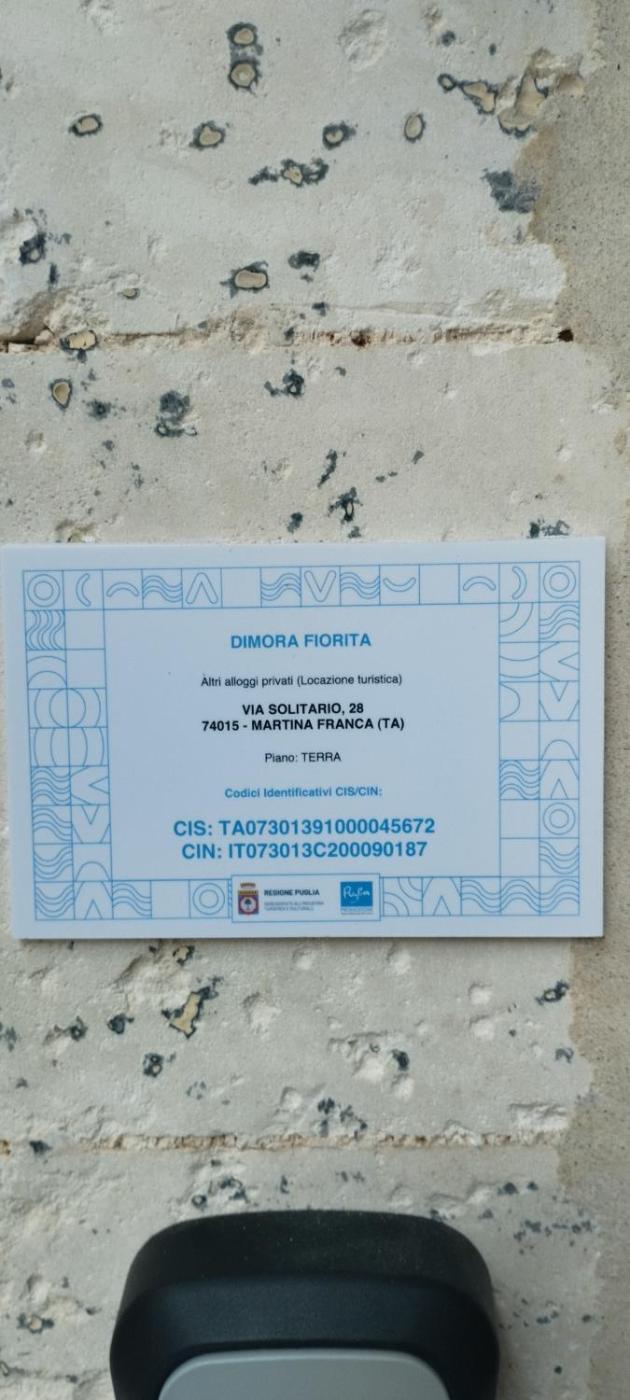 DIMORA FIORITA
Altri alloggi privati (Locazione turistica)
VIA SOLITARIO, 28
74015 - MARTINA FRANCA (TA)
Piano: TERRA
Codici Identificativi CIS/CIN:
CIS: TA07301391000045672
CIN: IT073013C200090187
REGIONE PUGLIA
Puglia